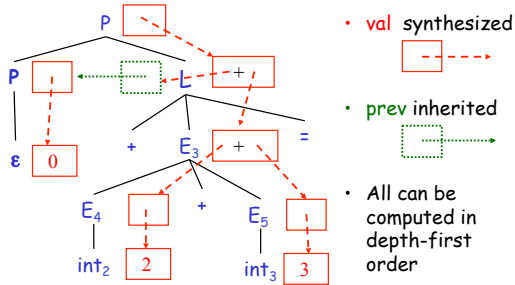 P
P L +
+ E3 + =
ε 0
E4 + E5
int2 2 int3 3
• val synthesized
• prev inherited
• All can be
computed in
depth-first
order